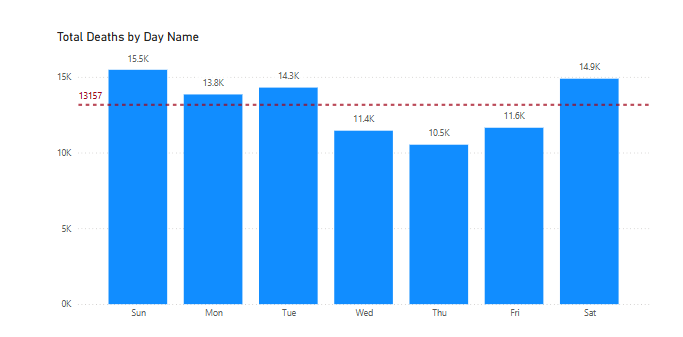 Total Deaths by Day Name
15.5K
14.9K
14.3K
13.8K
15K
13157
11.4K
11.6K
10.5K
10K
5K
0K
Sun Mon Tue Wed Thu Fri Sat